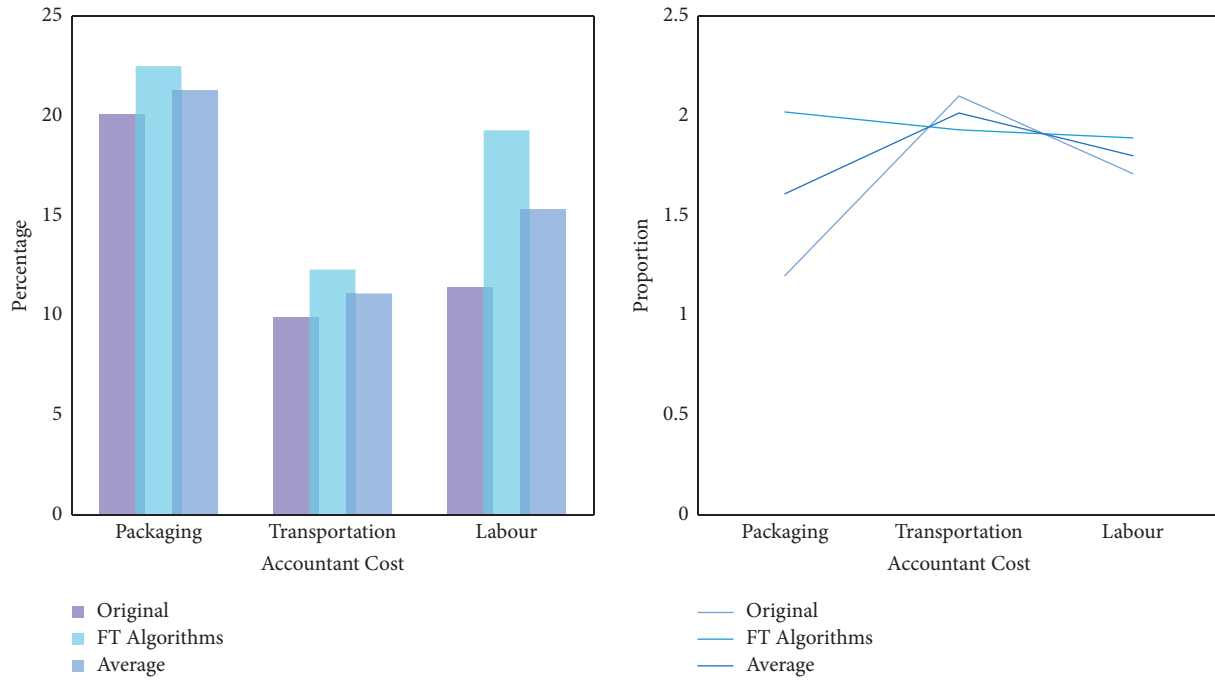 25
20
15
10
5
0
Percentage
Packaging Transportation Labour
Accountant Cost
Original
FT Algorithms
Average
2.5
2
1.5
1
0.5
0
Proportion
Packaging Transportation Labour
Accountant Cost
Original
FT Algorithms
Average